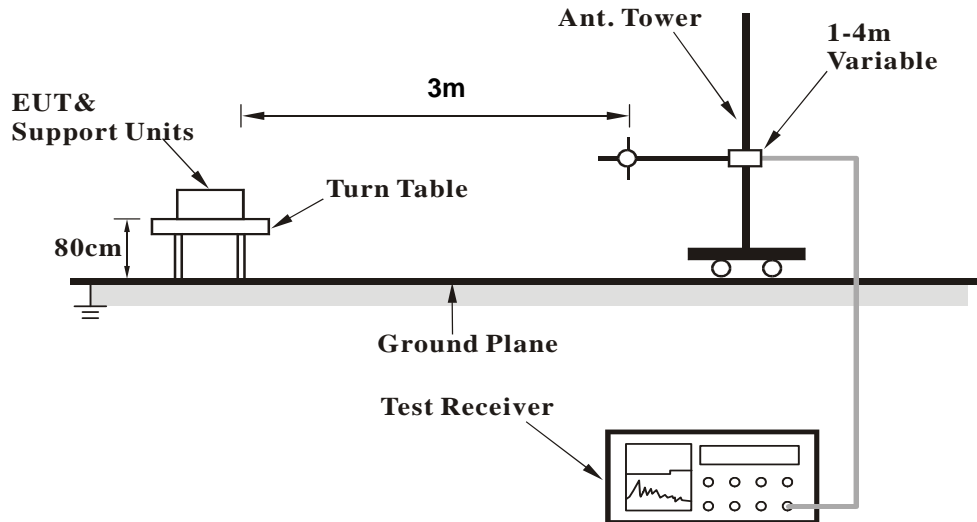 Ant. Tower
1-4m
Variable
3m
EUT&
Support Units
Turn Table
80cm
Ground Plane
Test Receiver